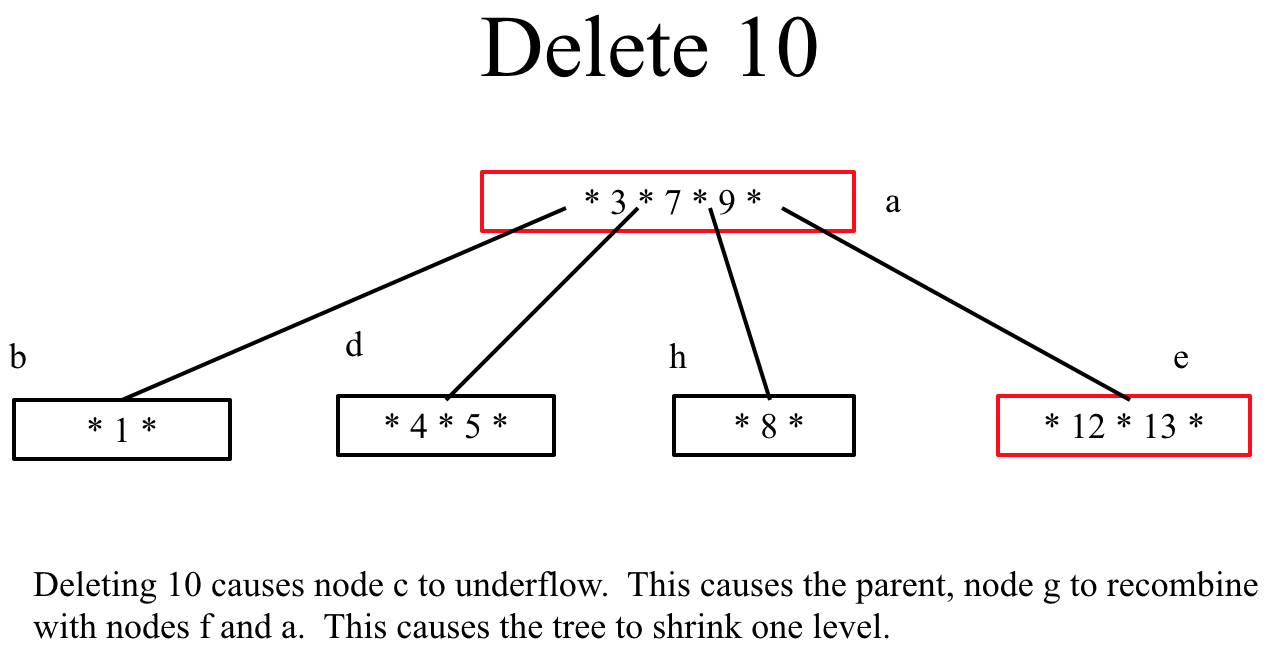 Delete 10
* 3 * 7 * 9 *
a
b
d
h
e
* 1 *
* 4 * 5 *
* 8 *
* 12 * 13 *
Deleting 10 causes node c to underflow.  This causes the parent, node g to recombine
with nodes f and a.  This causes the tree to shrink one level.